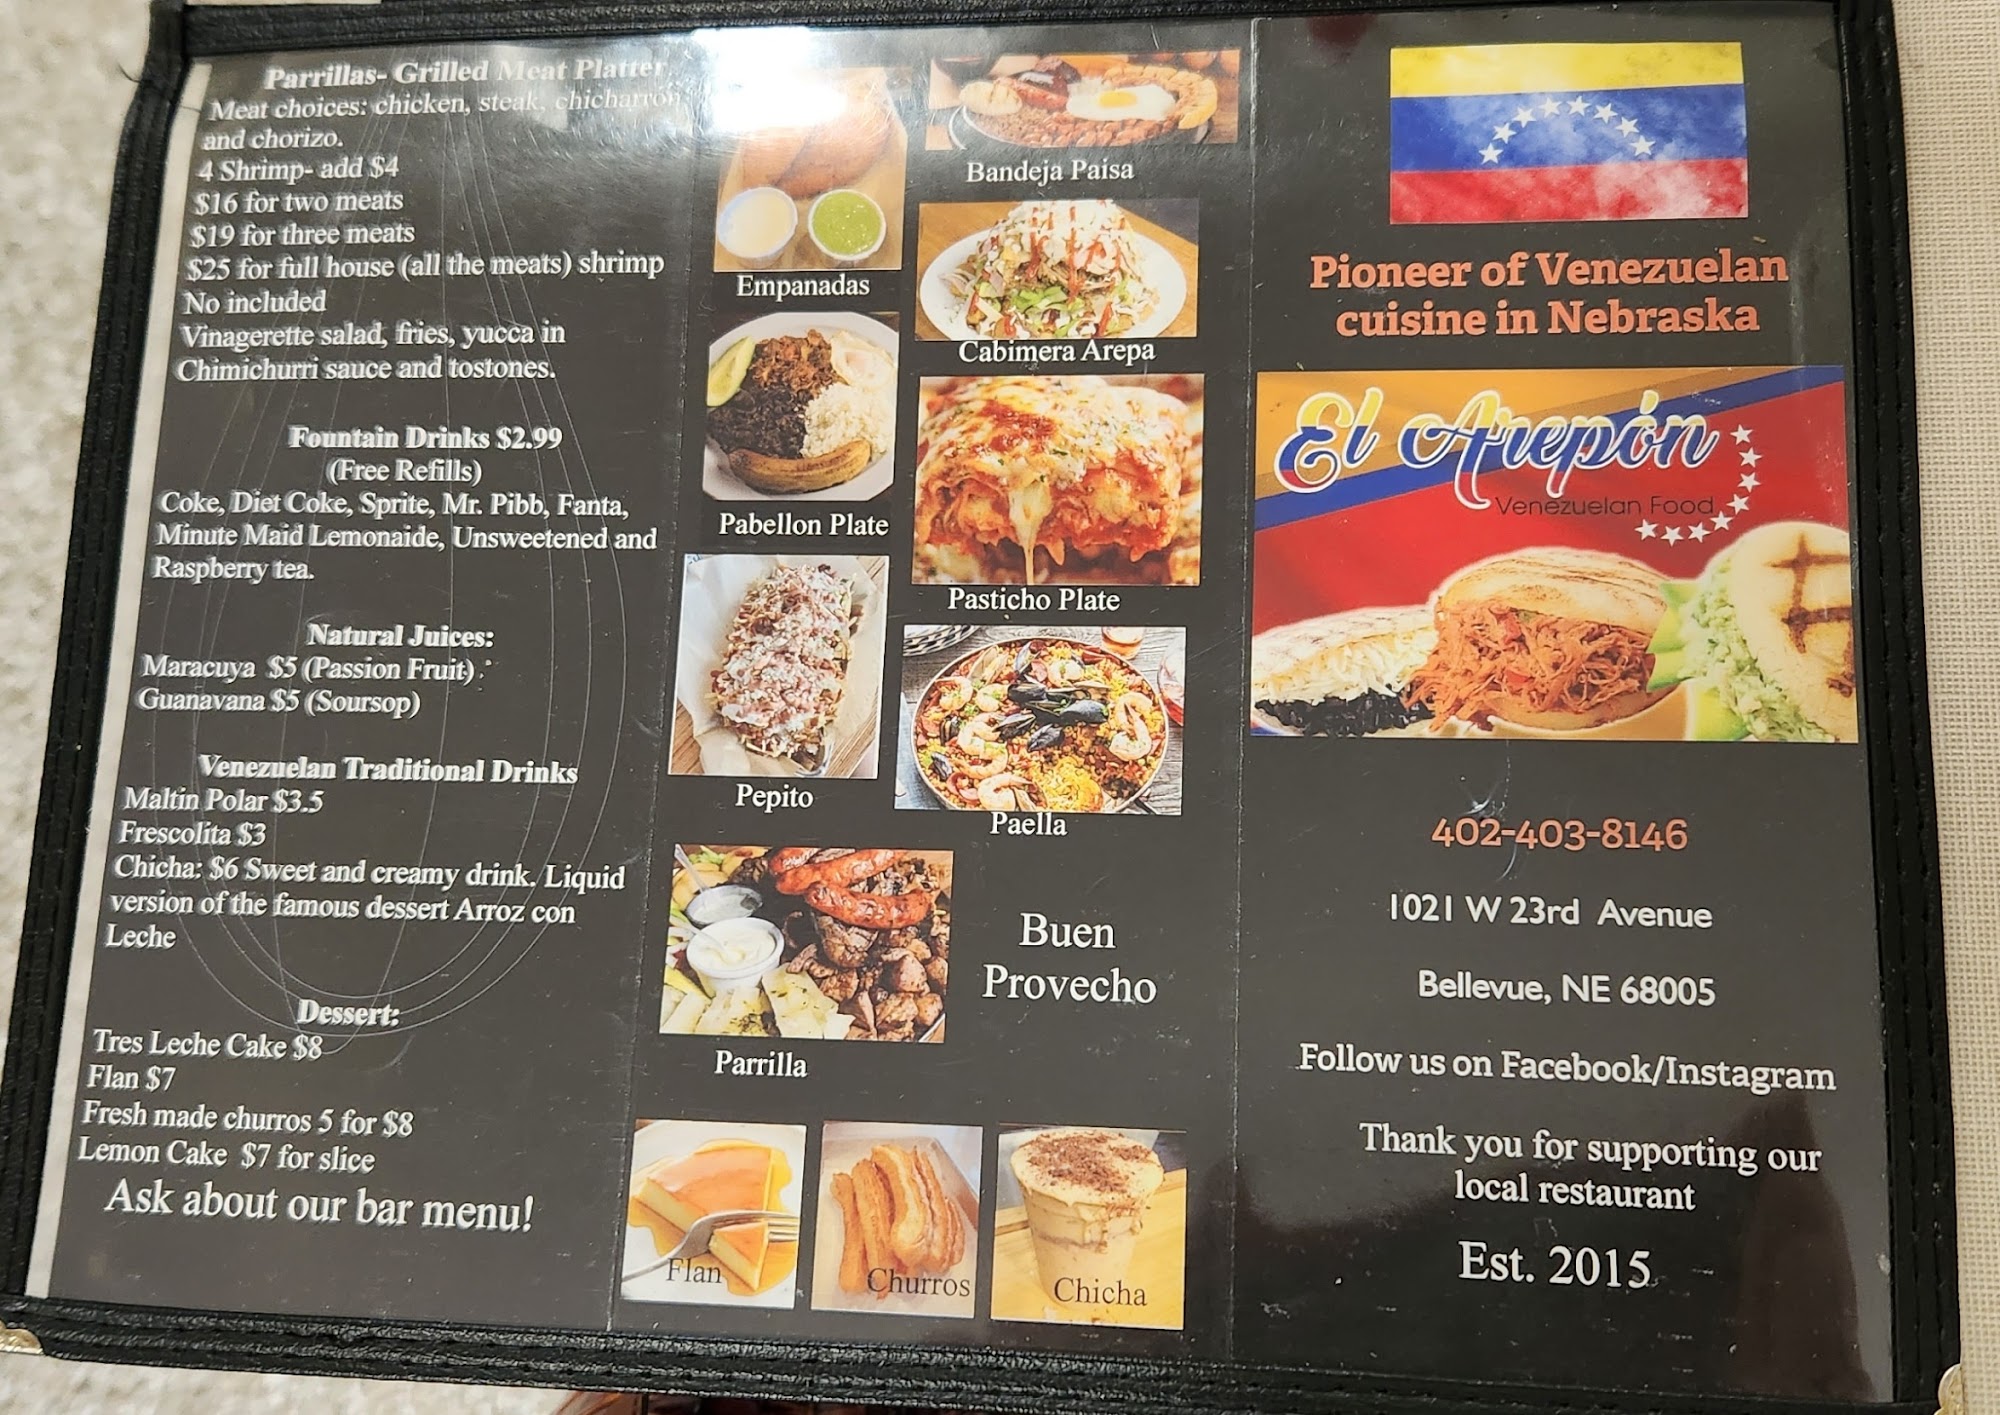 Parrillas- Grilled Meat Platter.
Meat choices: chicken, steak, chicharron
and chorizo.
4 Shrimp- add $4
$16 for two meats
$19 for three meats
$25 for full house (all the meats) shrimp
No included
Vinagerette salad, fries, yucca in
Chimichurri sauce and tostones.
Fountain Drinks $2.99
(Free Refills)
Coke, Diet Coke, Sprite, Mr. Pibb, Fanta,
Minute Maid Lemonaide, Unsweetened and
Raspberry tea.
Natural Juices:
Maracuya $5 (Passion Fruit)
Guanavana $5 (Soursop)
Venezuelan Traditional Drinks
Maltin Polar $3.5
Frescolita $3
Chicha: $6 Sweet and creamy drink. Liquid
version of the famous dessert Arroz con
Leche
Dessert:
Tres Leche Cake $8
Flan $7
Fresh made churros 5 for $8
Lemon Cake $7 for slice
Ask about our bar menu!
Bandeja Paisa
Empanadas
Cabimera Arepa
Pabellon Plate
Pasticho Plate
Pepito
Paella
Parrilla
Buen
Provecho
Flan
Churros
Chicha
Pioneer of Venezuelan
cuisine in Nebraska
El Arepón
Venezuelan Food
402-403-8146
1021 W 23rd Avenue
Bellevue, NE 68005
Follow us on Facebook/Instagram
Thank you for supporting our
local restaurant
Est. 2015